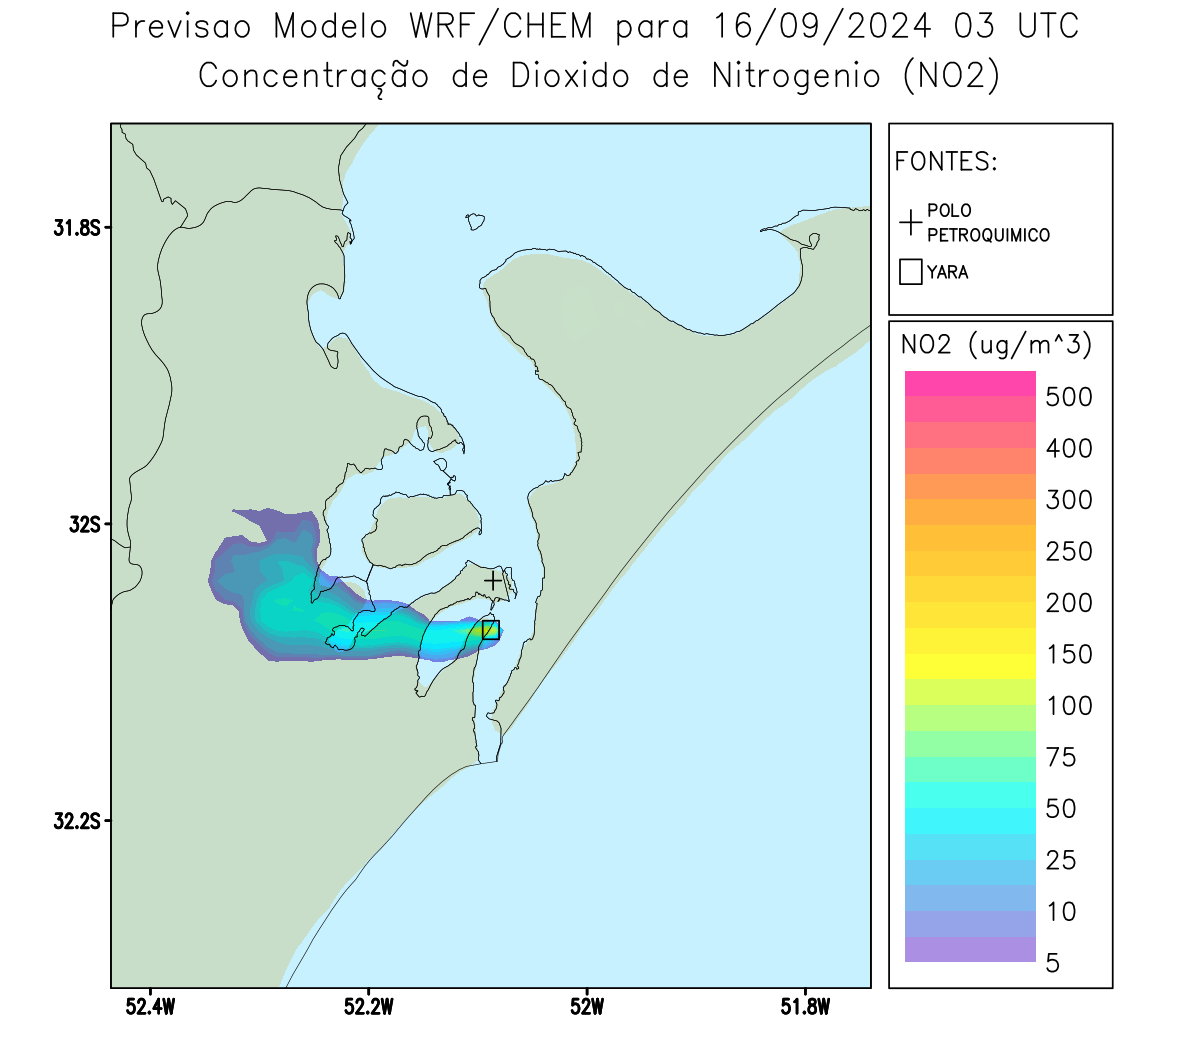 Previsao Modelo WRF/CHEM para 16/09/2024 03 UTC
Concentração de Dioxido de Nitrogenio (NO2)
FONTES:
POLO
PETROQUIMICO
YARA
31.8S
32S
32.2S
52.4W
52.2W
52W
51.8W
NO2 (ug/m^3)
500
400
300
250
200
150
100
75
50
25
10
5